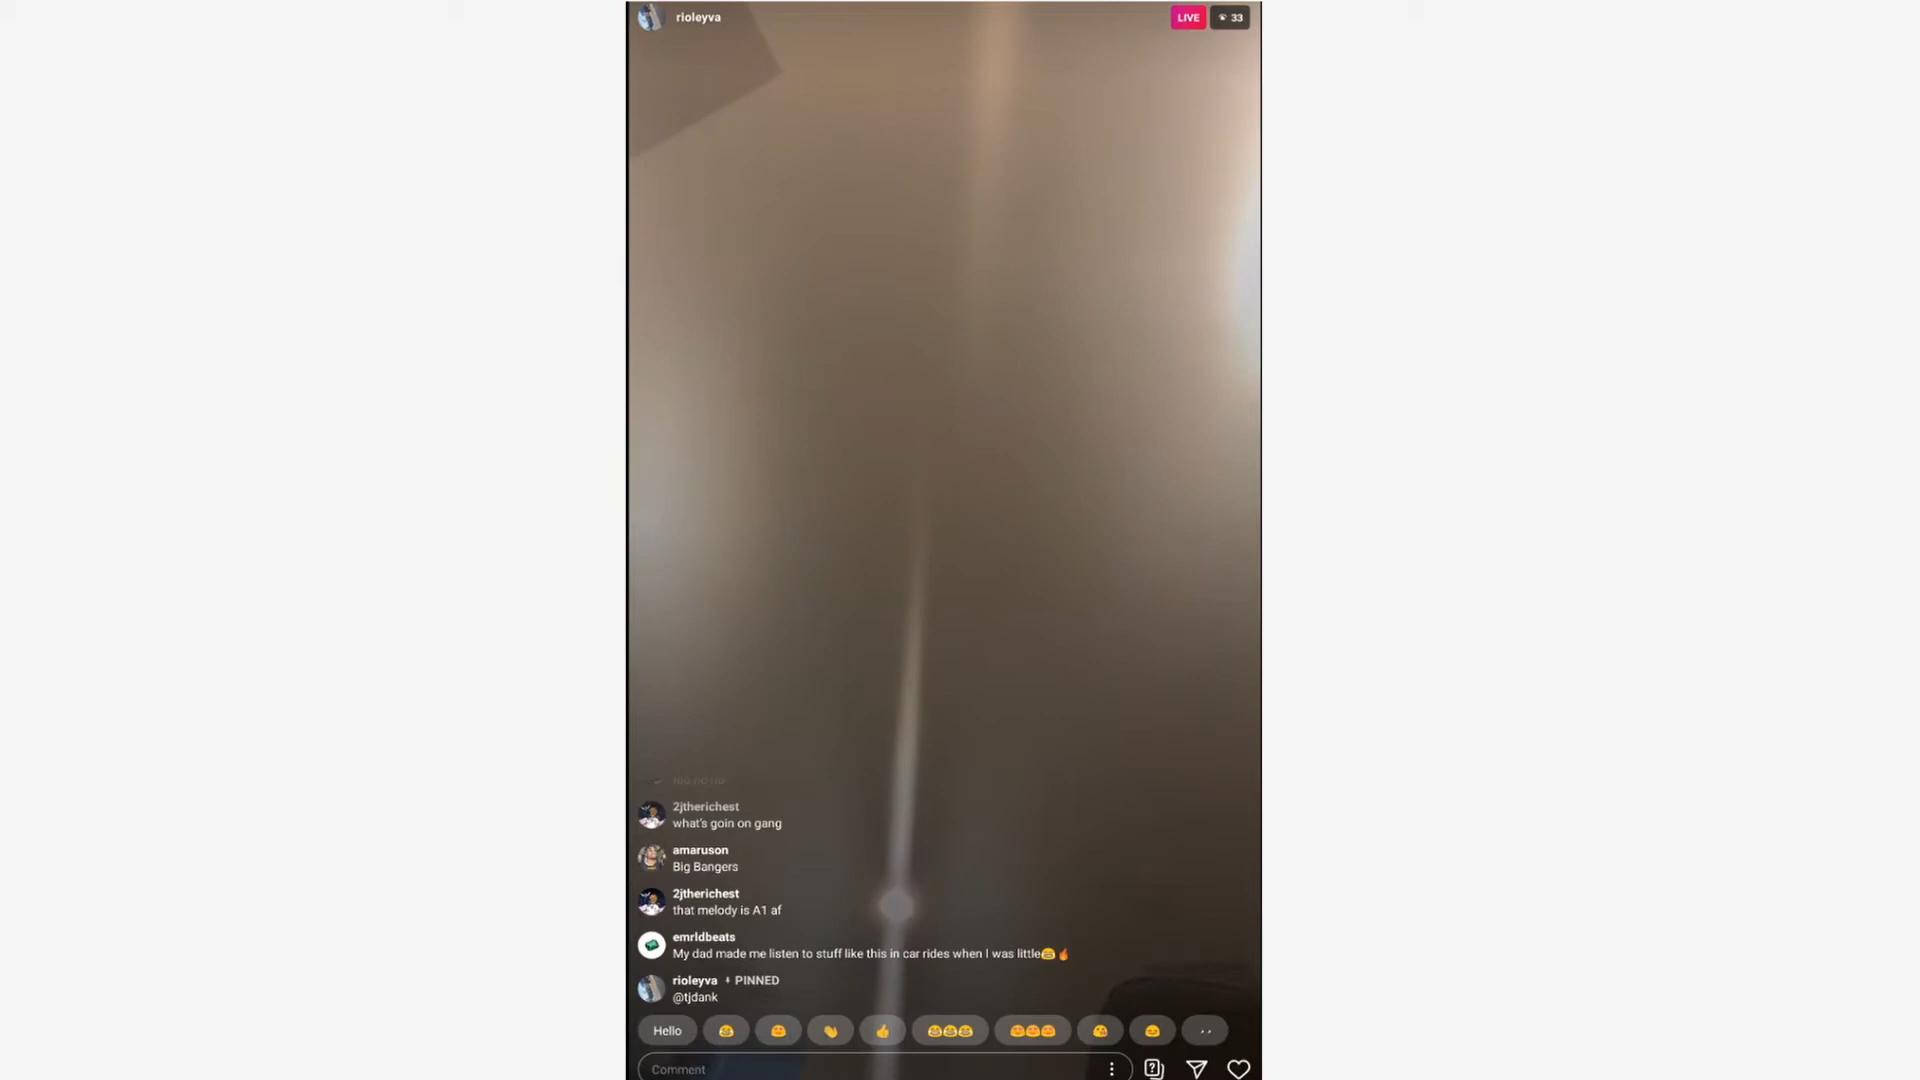 rioleyva
LIVE 33
2jtherichest
what's goin on gang
amaruson
Big Bangers
2jtherichest
that melody is A1 af
emrldbeats
My dad made me listen to stuff like this in car rides when I was little😂🔥
rioleyva PINNED
@tjdank
Hello
Comment